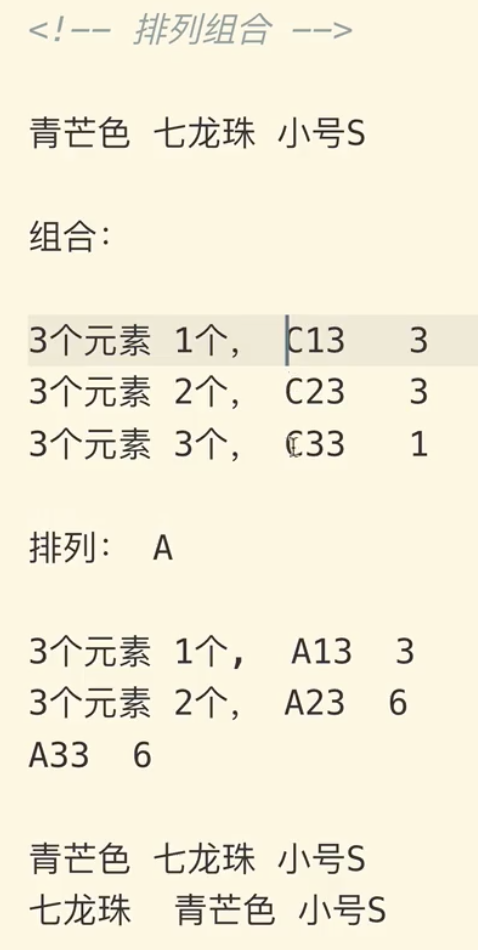 <!-- 排列组合 -->
青芒色 七龙珠 小号S
组合:
3个元素 1个, C13 3
3个元素 2个, C23 3
3个元素 3个, C33 1
排列: A
3个元素 1个, A13 3
3个元素 2个, A23 6
A33 6
青芒色 七龙珠 小号S
七龙珠 青芒色 小号S